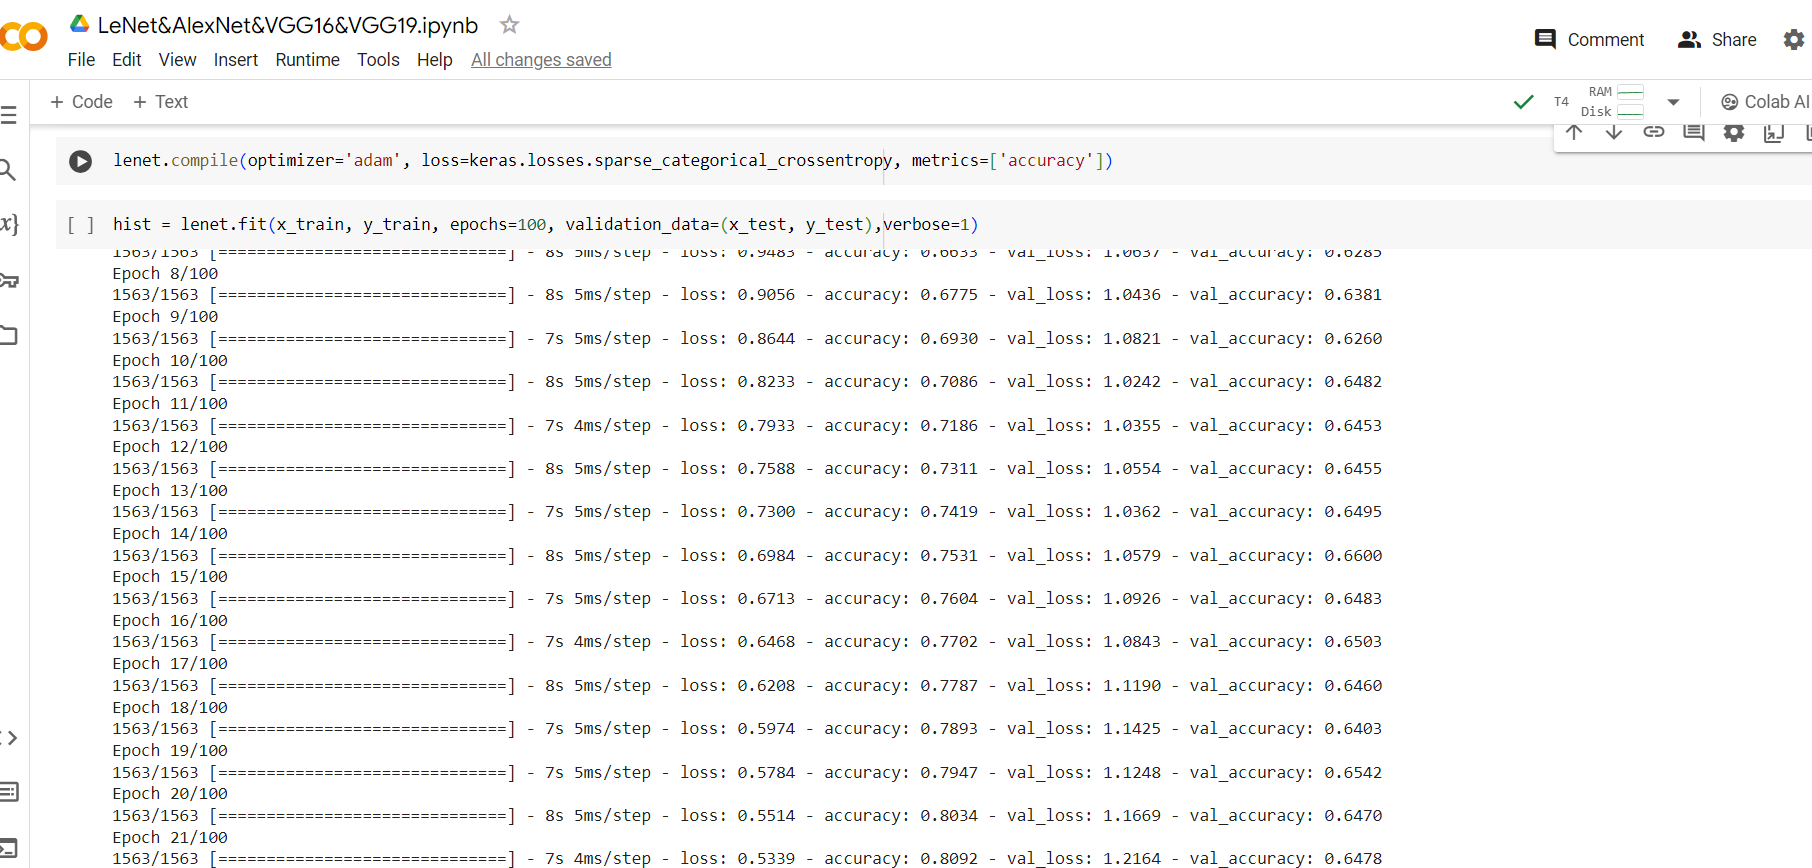 LeNet&AlexNet&VGG16&VGG19.ipynb
File Edit View Insert Runtime Tools Help All changes saved
Comment Share
+ Code + Text
T4 RAM Disk Colab AI
lenet.compile(optimizer='adam', loss=keras.losses.sparse_categorical_crossentropy, metrics=['accuracy'])
[ ] hist = lenet.fit(x_train, y_train, epochs=100, validation_data=(x_test, y_test),verbose=1)
1563/1563 [==============================] - 8s 5ms/step - loss: 0.9483 - accuracy: 0.6633 - val_loss: 1.0637 - val_accuracy: 0.6285
Epoch 8/100
1563/1563 [==============================] - 8s 5ms/step - loss: 0.9056 - accuracy: 0.6775 - val_loss: 1.0436 - val_accuracy: 0.6381
Epoch 9/100
1563/1563 [==============================] - 7s 5ms/step - loss: 0.8644 - accuracy: 0.6930 - val_loss: 1.0821 - val_accuracy: 0.6260
Epoch 10/100
1563/1563 [==============================] - 8s 5ms/step - loss: 0.8233 - accuracy: 0.7086 - val_loss: 1.0242 - val_accuracy: 0.6482
Epoch 11/100
1563/1563 [==============================] - 7s 4ms/step - loss: 0.7933 - accuracy: 0.7186 - val_loss: 1.0355 - val_accuracy: 0.6453
Epoch 12/100
1563/1563 [==============================] - 8s 5ms/step - loss: 0.7588 - accuracy: 0.7311 - val_loss: 1.0554 - val_accuracy: 0.6455
Epoch 13/100
1563/1563 [==============================] - 7s 5ms/step - loss: 0.7300 - accuracy: 0.7419 - val_loss: 1.0362 - val_accuracy: 0.6495
Epoch 14/100
1563/1563 [==============================] - 8s 5ms/step - loss: 0.6984 - accuracy: 0.7531 - val_loss: 1.0579 - val_accuracy: 0.6600
Epoch 15/100
1563/1563 [==============================] - 7s 5ms/step - loss: 0.6713 - accuracy: 0.7604 - val_loss: 1.0926 - val_accuracy: 0.6483
Epoch 16/100
1563/1563 [==============================] - 7s 4ms/step - loss: 0.6468 - accuracy: 0.7702 - val_loss: 1.0843 - val_accuracy: 0.6503
Epoch 17/100
1563/1563 [==============================] - 8s 5ms/step - loss: 0.6208 - accuracy: 0.7787 - val_loss: 1.1190 - val_accuracy: 0.6460
Epoch 18/100
1563/1563 [==============================] - 7s 5ms/step - loss: 0.5974 - accuracy: 0.7893 - val_loss: 1.1425 - val_accuracy: 0.6403
Epoch 19/100
1563/1563 [==============================] - 7s 5ms/step - loss: 0.5784 - accuracy: 0.7947 - val_loss: 1.1248 - val_accuracy: 0.6542
Epoch 20/100
1563/1563 [==============================] - 8s 5ms/step - loss: 0.5514 - accuracy: 0.8034 - val_loss: 1.1669 - val_accuracy: 0.6470
Epoch 21/100
1563/1563 [==============================] - 7s 4ms/step - loss: 0.5339 - accuracy: 0.8092 - val_loss: 1.2164 - val_accuracy: 0.6478